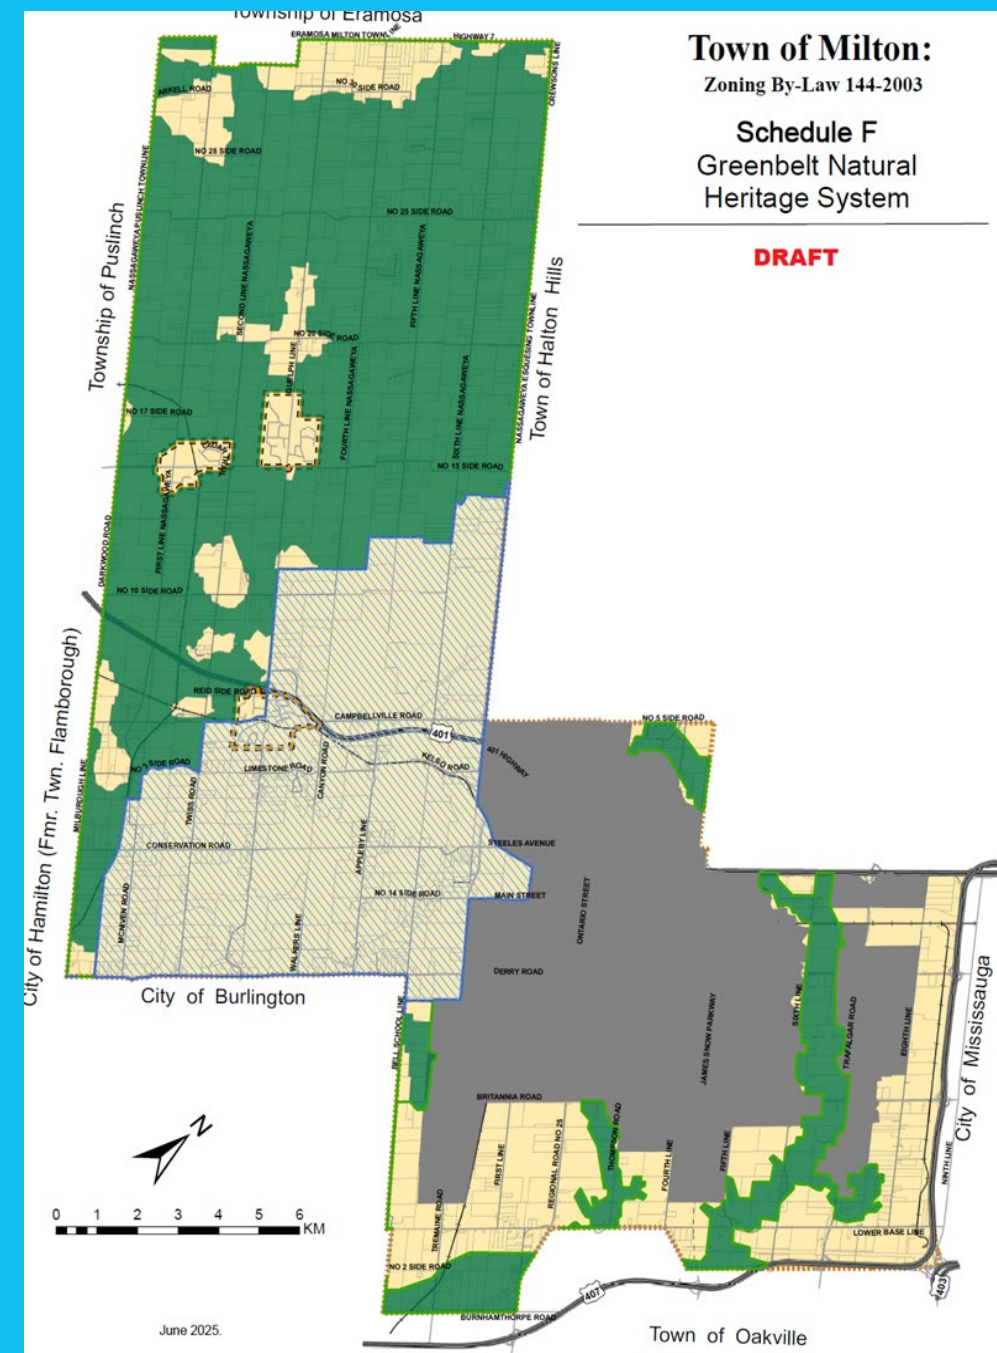 Township of Eramosa
ERAMOSA MILTON TOWNLINE
HIGHWAY 7
CREWSONS LINE
Town of Milton:
Zoning By-Law 144-2003
Schedule F
Greenbelt Natural
Heritage System
DRAFT
ARKELL ROAD
NO 30 SIDE ROAD
NO 28 SIDE ROAD
NASSAGAWEYA PUSLINCH TOWNLINE
Township of Puslinch
NO 25 SIDE ROAD
SECOND LINE NASSAGAWEYA
FIFTH LINE NASSAGAWEYA
Town of Halton Hills
NASSAGAWEYA ESQUESING TOWNLINE
NO 20 SIDE ROAD
GUELPH LINE
FOURTH LINE NASSAGAWEYA
SIXTH LINE NASSAGAWEYA
NO 17 SIDE ROAD
NO 15 SIDE ROAD
FIRST LINE NASSAGAWEYA
DARKWOOD ROAD
NO 10 SIDE ROAD
City of Hamilton (Fmr. Twn. Flamborough)
REID SIDE ROAD
CAMPBELLVILLE ROAD
401
401 HIGHWAY
NO 5 SIDE ROAD
KELSO ROAD
LIMESTONE ROAD
CANYON ROAD
MILBUROUGH LINE
TWISS ROAD
CONSERVATION ROAD
APPLEBY LINE
STEELES AVENUE
NO 14 SIDE ROAD
MAIN STREET
ONTARIO STREET
MCNIVEN ROAD
WALKERS LINE
DERRY ROAD
City of Burlington
BELL SCHOOL LINE
JAMES SNOW PARKWAY
SIXTH LINE
TRAFALGAR ROAD
EIGHTH LINE
City of Mississauga
BRITANNIA ROAD
FIRST LINE
REGIONAL ROAD NO 25
THOMPSON ROAD
FOURTH LINE
FIFTH LINE
NINTH LINE
N
0 1 2 3 4 5 6
KM
TREMAINE ROAD
LOWER BASE LINE
NO 2 SIDE ROAD
407
403
BURNHAMTHORPE ROAD
June 2025.
Town of Oakville